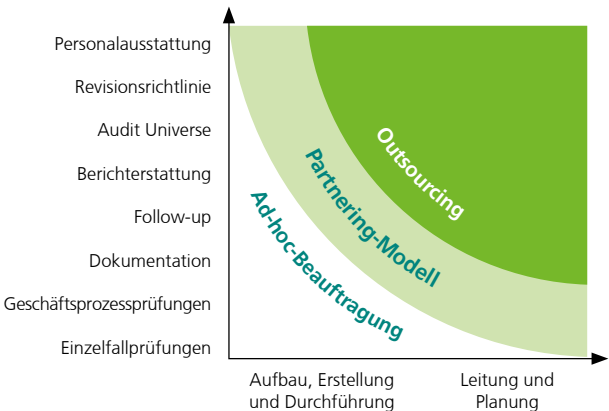 Personalausstattung
Revisionsrichtlinie
Audit Universe
Berichterstattung
Follow-up
Dokumentation
Geschäftsprozessprüfungen
Einzelfallprüfungen
Outsourcing
Partnering-Modell
Ad-hoc-Beauftragung
Aufbau, Erstellung
und Durchführung
Leitung und
Planung